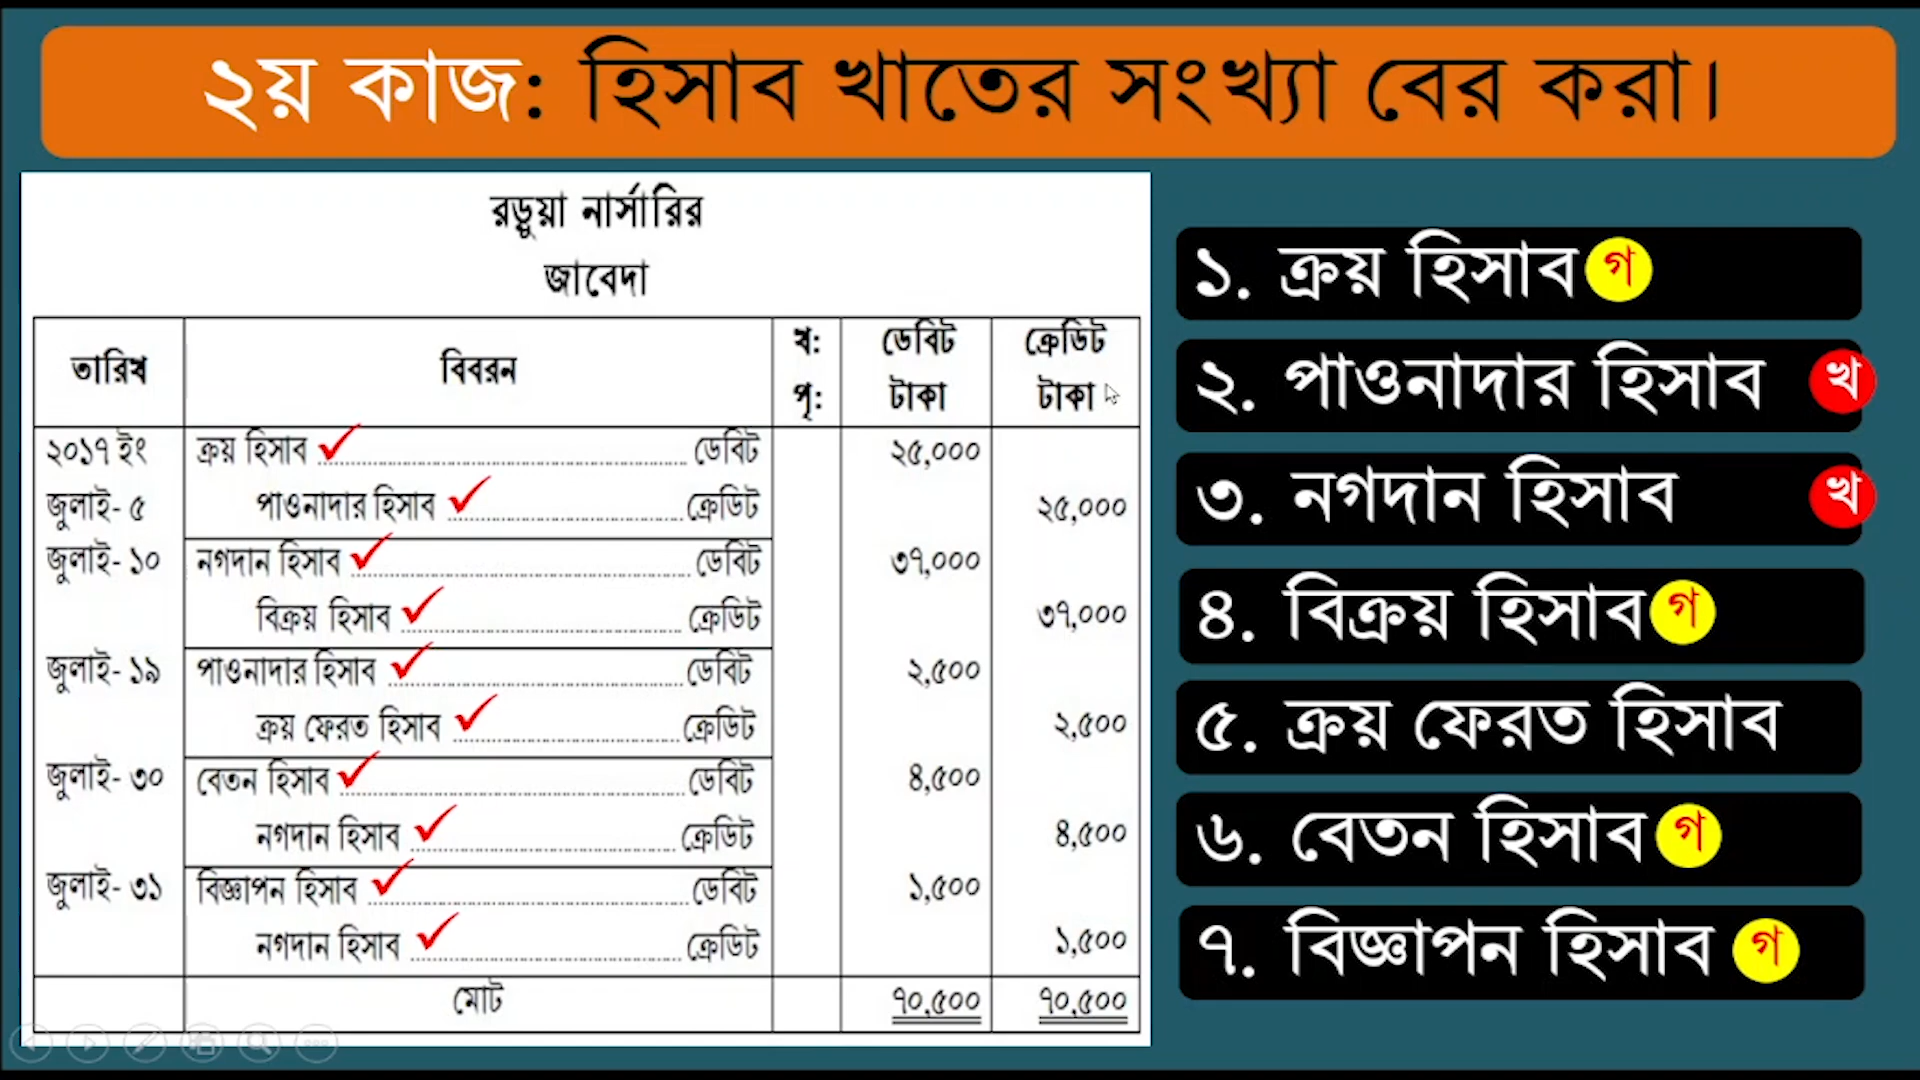 ২য় কাজ: হিসাব খাতের সংখ্যা বের করা।
রড়ুয়া নার্সারির
জাবেদা
তারিখ বিবরন খ: পৃ: ডেবিট টাকা ক্রেডিট টাকা
২০১৭ ইং ক্রয় হিসাব ডেবিট ২৫,০০০
জুলাই- ৫ পাওনাদার হিসাব ক্রেডিট ২৫,০০০
জুলাই- ১০ নগদান হিসাব ডেবিট ৩৭,০০০
বিক্রয় হিসাব ক্রেডিট ৩৭,০০০
জুলাই- ১৯ পাওনাদার হিসাব ডেবিট ২,৫০০
ক্রয় ফেরত হিসাব ক্রেডিট ২,৫০০
জুলাই- ৩০ বেতন হিসাব ডেবিট ৪,৫০০
নগদান হিসাব ক্রেডিট ৪,৫০০
জুলাই- ৩১ বিজ্ঞাপন হিসাব ডেবিট ১,৫০০
নগদান হিসাব ক্রেডিট ১,৫০০
মোট ৭০,৫০০ ৭০,৫০০
১. ক্রয় হিসাব গ
২. পাওনাদার হিসাব খ
৩. নগদান হিসাব খ
৪. বিক্রয় হিসাব গ
৫. ক্রয় ফেরত হিসাব
৬. বেতন হিসাব গ
৭. বিজ্ঞাপন হিসাব গ